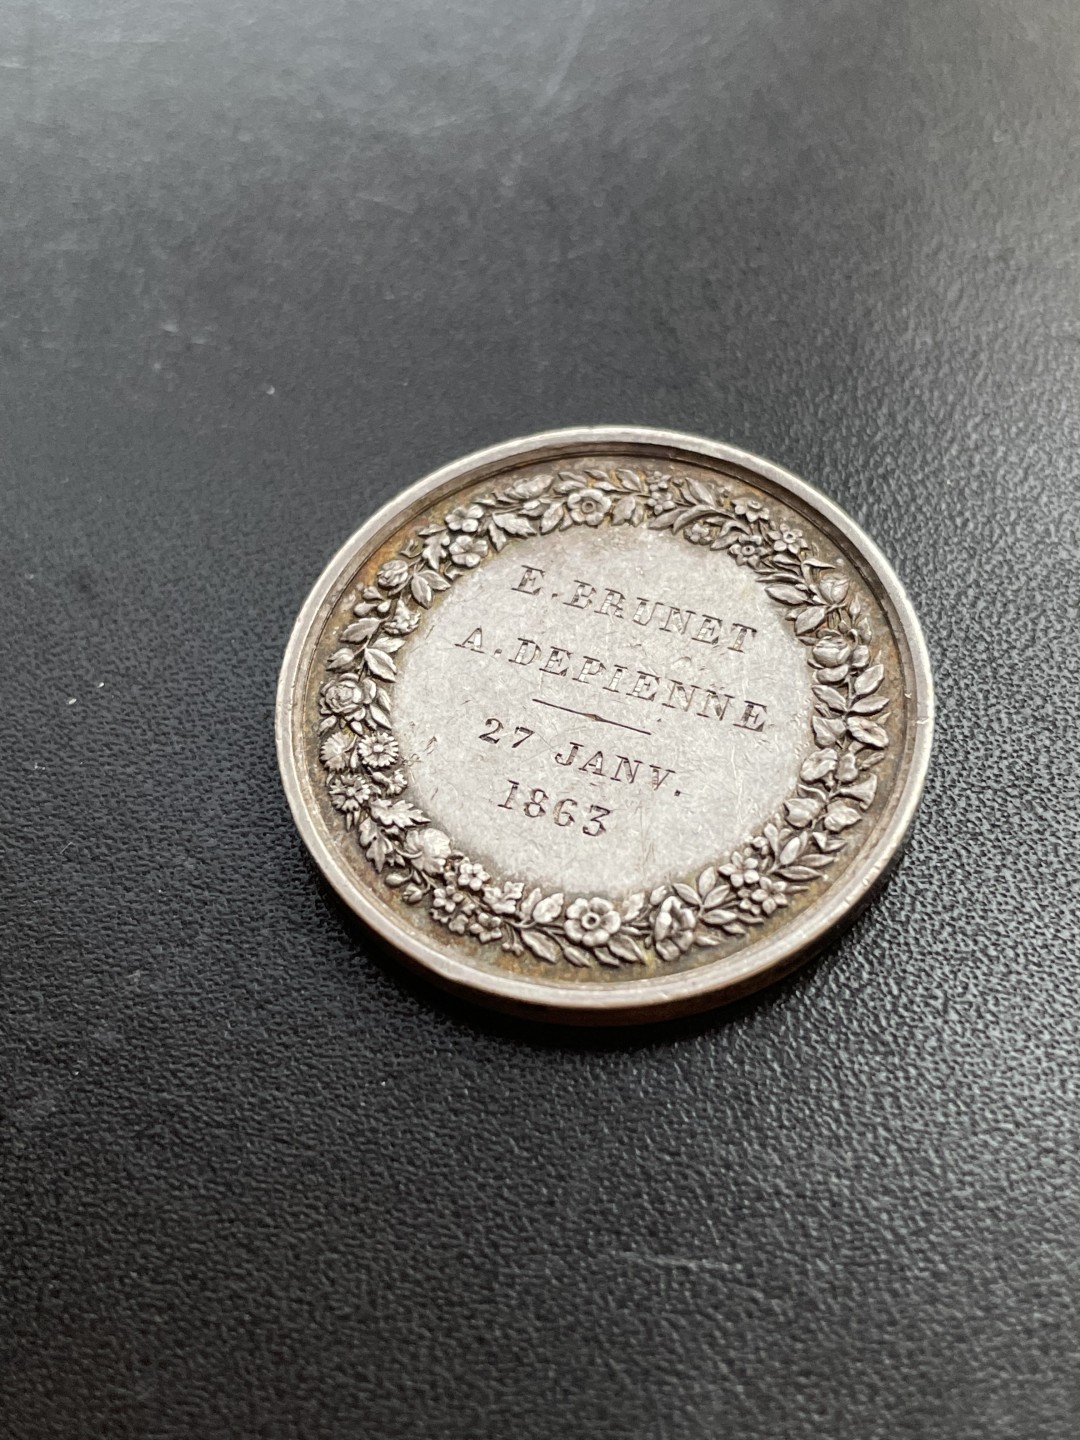 E. BRUNET
A. DEPIENNE
27 JANV.
1863